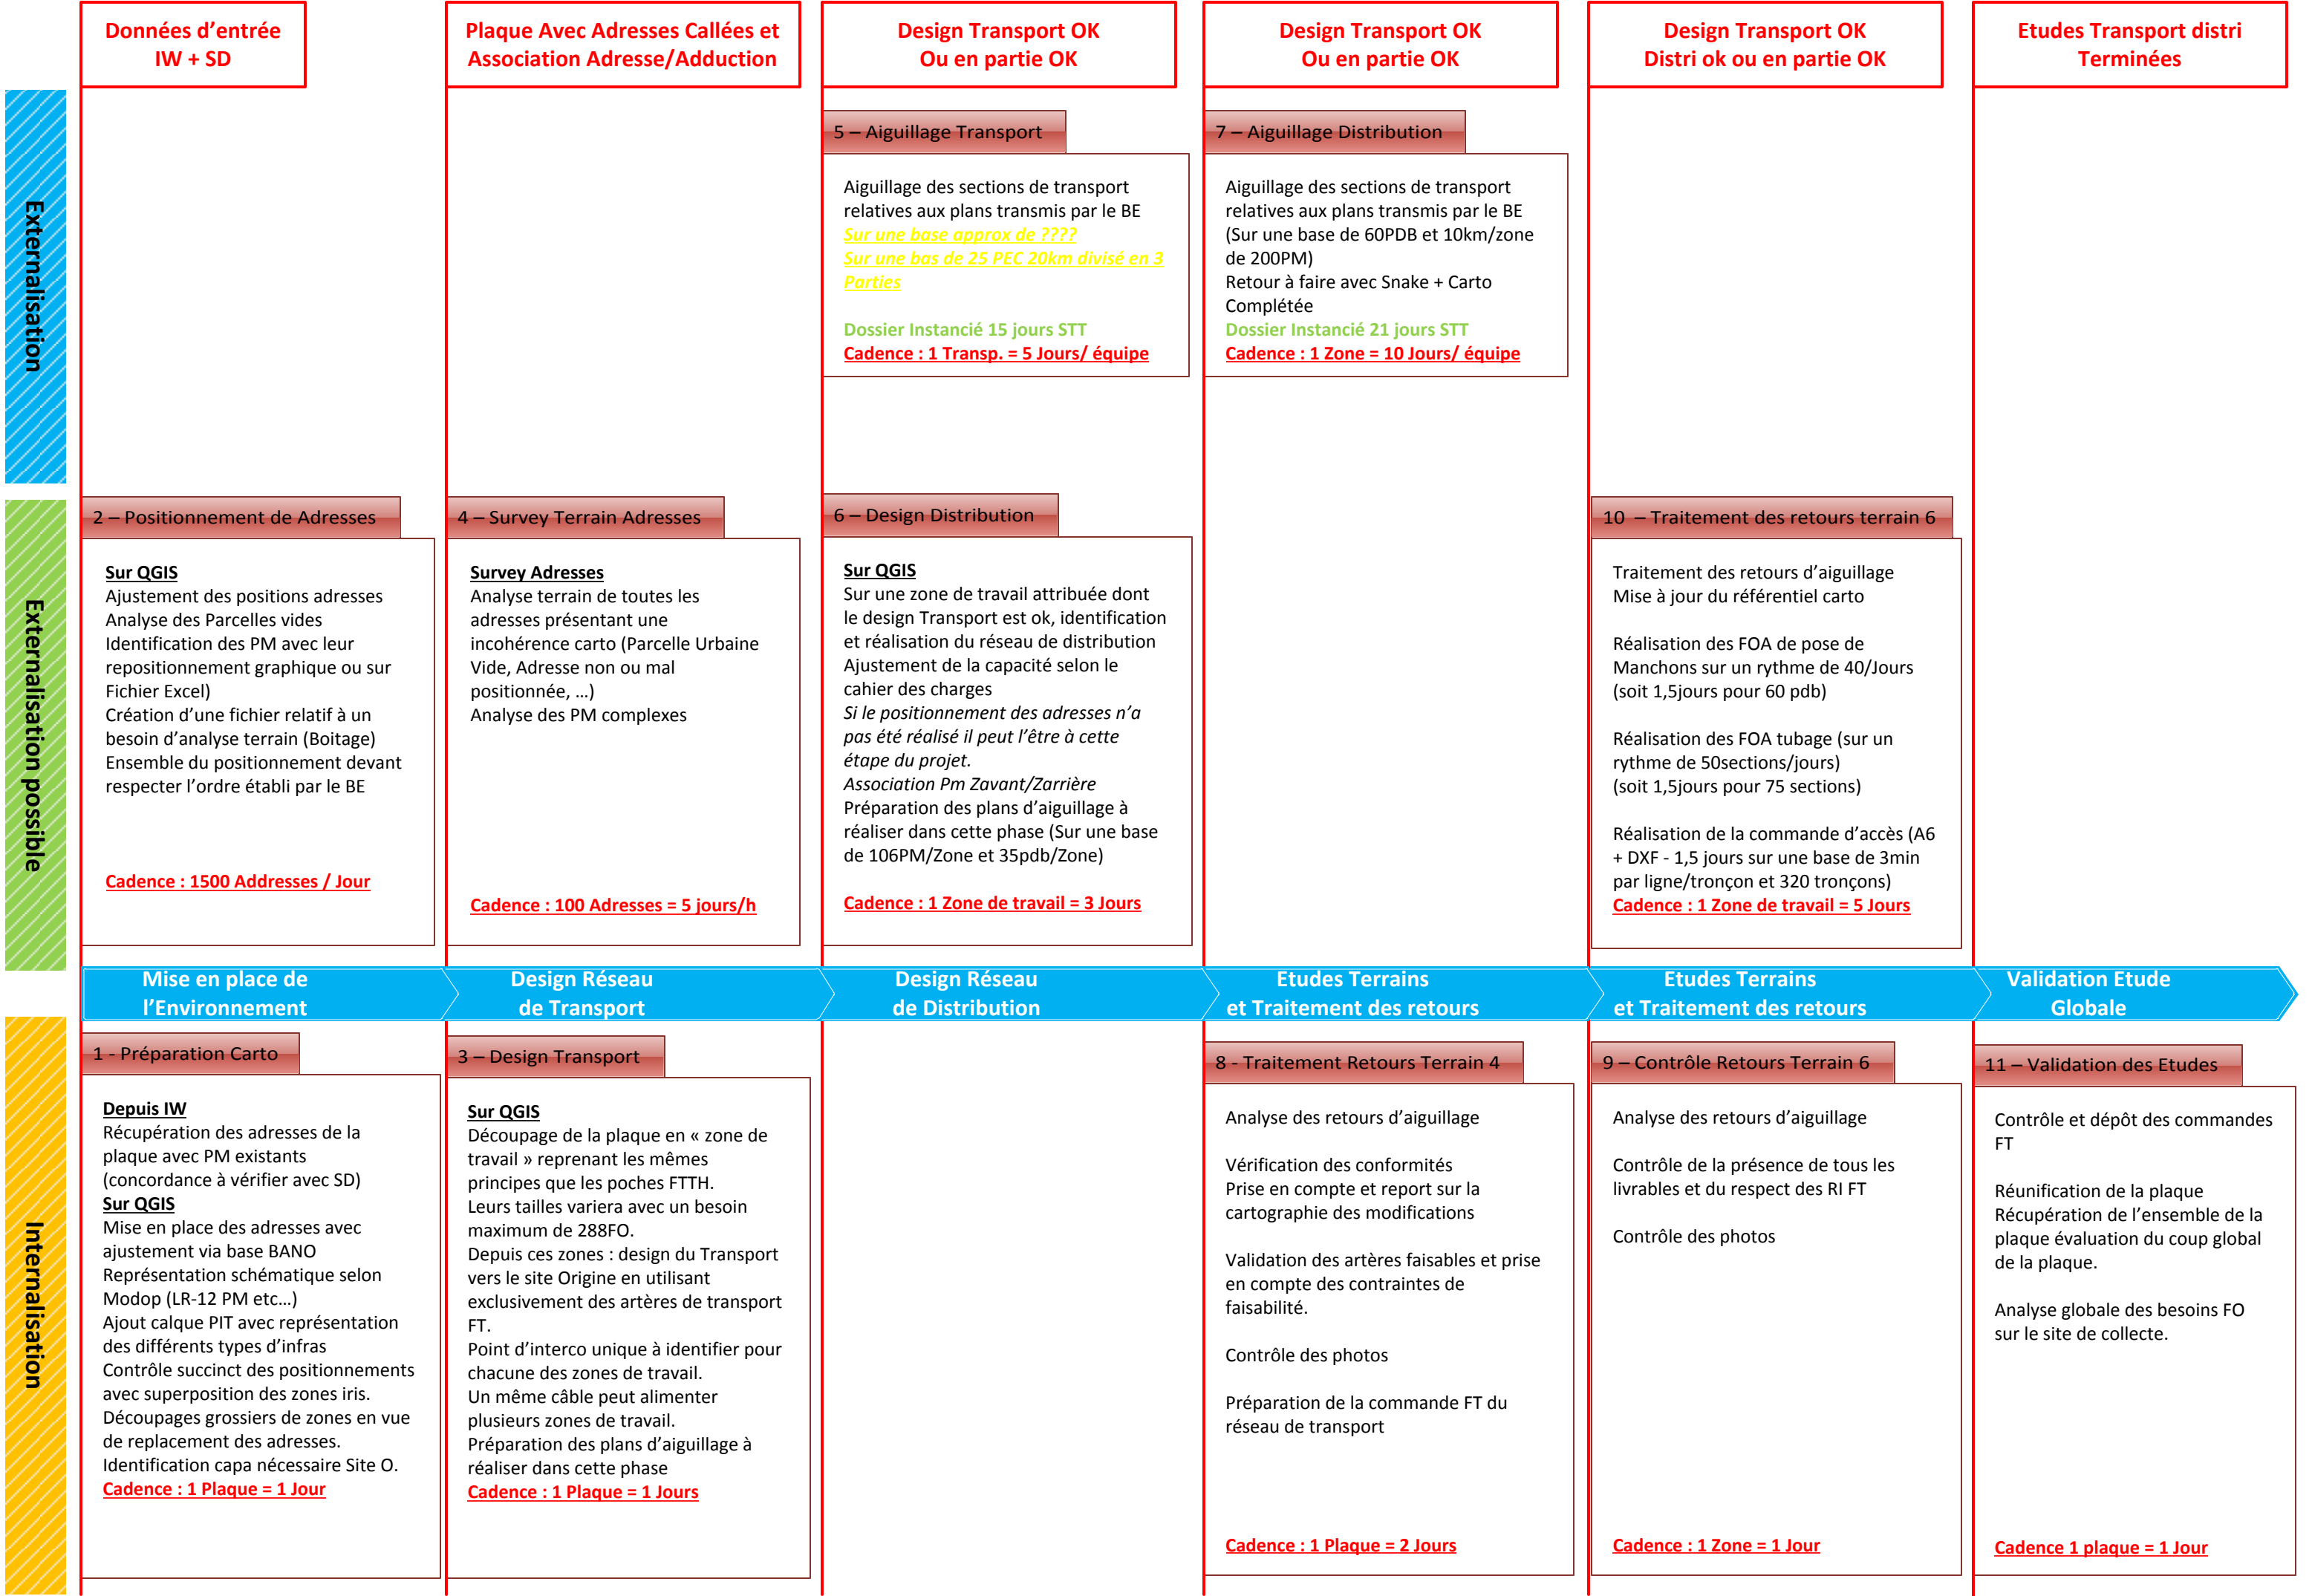 Données d’entrée
IW + SD
Plaque Avec Adresses Callées et
Association Adresse/Adduction
Design Transport OK
Ou en partie OK
Design Transport OK
Ou en partie OK
Design Transport OK
Distri ok ou en partie OK
Etudes Transport distri
Terminées
Externalisation
5 – Aiguillage Transport
Aiguillage des sections de transport
relatives aux plans transmis par le BE
Sur une base approx de ????
Sur une bas de 25 PEC 20km divisé en 3
Parties
Dossier Instancié 15 jours STT
Cadence : 1 Transp. = 5 Jours/ équipe
7 – Aiguillage Distribution
Aiguillage des sections de transport
relatives aux plans transmis par le BE
(Sur une base de 60PDB et 10km/zone
de 200PM)
Retour à faire avec Snake + Carto
Complétée
Dossier Instancié 21 jours STT
Cadence : 1 Zone = 10 Jours/ équipe
Externalisation possible
2 – Positionnement de Adresses
Sur QGIS
Ajustement des positions adresses
Analyse des Parcelles vides
Identification des PM avec leur
repositionnement graphique ou sur
Fichier Excel)
Création d’une fichier relatif à un
besoin d’analyse terrain (Boitage)
Ensemble du positionnement devant
respecter l’ordre établi par le BE
Cadence : 1500 Addresses / Jour
4 – Survey Terrain Adresses
Survey Adresses
Analyse terrain de toutes les
adresses présentant une
incohérence carto (Parcelle Urbaine
Vide, Adresse non ou mal
positionnée, …)
Analyse des PM complexes
Cadence : 100 Adresses = 5 jours/h
6 – Design Distribution
Sur QGIS
Sur une zone de travail attribuée dont
le design Transport est ok, identification
et réalisation du réseau de distribution
Ajustement de la capacité selon le
cahier des charges
Si le positionnement des adresses n’a
pas été réalisé il peut l’être à cette
étape du projet.
Association Pm Zavant/Zarrière
Préparation des plans d’aiguillage à
réaliser dans cette phase (Sur une base
de 106PM/Zone et 35pdb/Zone)
Cadence : 1 Zone de travail = 3 Jours
10 – Traitement des retours terrain 6
Traitement des retours d’aiguillage
Mise à jour du référentiel carto
Réalisation des FOA de pose de
Manchons sur un rythme de 40/Jours
(soit 1,5jours pour 60 pdb)
Réalisation des FOA tubage (sur un
rythme de 50sections/jours)
(soit 1,5jours pour 75 sections)
Réalisation de la commande d’accès (A6
+ DXF - 1,5 jours sur une base de 3min
par ligne/tronçon et 320 tronçons)
Cadence : 1 Zone de travail = 5 Jours
Mise en place de
l’Environnement
Design Réseau
de Transport
Design Réseau
de Distribution
Etudes Terrains
et Traitement des retours
Etudes Terrains
et Traitement des retours
Validation Etude
Globale
Internalisation
1 - Préparation Carto
Depuis IW
Récupération des adresses de la
plaque avec PM existants
(concordance à vérifier avec SD)
Sur QGIS
Mise en place des adresses avec
ajustement via base BANO
Représentation schématique selon
Modop (LR-12 PM etc…)
Ajout calque PIT avec représentation
des différents types d’infras
Contrôle succinct des positionnements
avec superposition des zones iris.
Découpages grossiers de zones en vue
de replacement des adresses.
Identification capa nécessaire Site O.
Cadence : 1 Plaque = 1 Jour
3 – Design Transport
Sur QGIS
Découpage de la plaque en « zone de
travail » reprenant les mêmes
principes que les poches FTTH.
Leurs tailles variera avec un besoin
maximum de 288FO.
Depuis ces zones : design du Transport
vers le site Origine en utilisant
exclusivement des artères de transport
FT.
Point d’interco unique à identifier pour
chacune des zones de travail.
Un même câble peut alimenter
plusieurs zones de travail.
Préparation des plans d’aiguillage à
réaliser dans cette phase
Cadence : 1 Plaque = 1 Jours
8 - Traitement Retours Terrain 4
Analyse des retours d’aiguillage
Vérification des conformités
Prise en compte et report sur la
cartographie des modifications
Validation des artères faisables et prise
en compte des contraintes de
faisabilité.
Contrôle des photos
Préparation de la commande FT du
réseau de transport
Cadence : 1 Plaque = 2 Jours
9 – Contrôle Retours Terrain 6
Analyse des retours d’aiguillage
Contrôle de la présence de tous les
livrables et du respect des RI FT
Contrôle des photos
Cadence : 1 Zone = 1 Jour
11 – Validation des Etudes
Contrôle et dépôt des commandes
FT
Réunification de la plaque
Récupération de l’ensemble de la
plaque évaluation du coup global
de la plaque.
Analyse globale des besoins FO
sur le site de collecte.
Cadence 1 plaque = 1 Jour